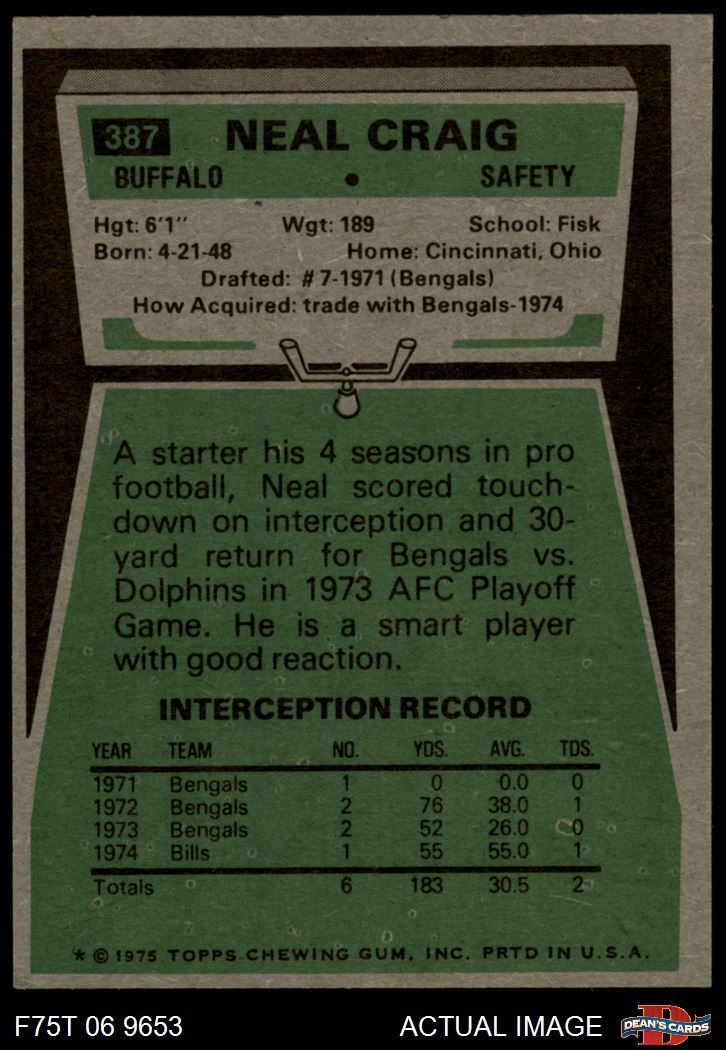 387 NEAL CRAIG
BUFFALO • SAFETY
Hgt: 6'1" Wgt: 189 School: Fisk
Born: 4-21-48 Home: Cincinnati, Ohio
Drafted: #7-1971 (Bengals)
How Acquired: trade with Bengals-1974
A starter his 4 seasons in pro
football, Neal scored touch-
down on interception and 30-
yard return for Bengals vs.
Dolphins in 1973 AFC Playoff
Game. He is a smart player
with good reaction.
INTERCEPTION RECORD
YEAR TEAM NO. YDS. AVG. TDS.
1971 Bengals 1 0 0.0 0
1972 Bengals 2 76 38.0 1
1973 Bengals 2 52 26.0 0
1974 Bills 1 55 55.0 1
Totals 6 183 30.5 2
* © 1975 TOPPS CHEWING GUM, INC. PRTD IN U.S.A.
F75T 06 9653 ACTUAL IMAGE D DEAN'S CARDS